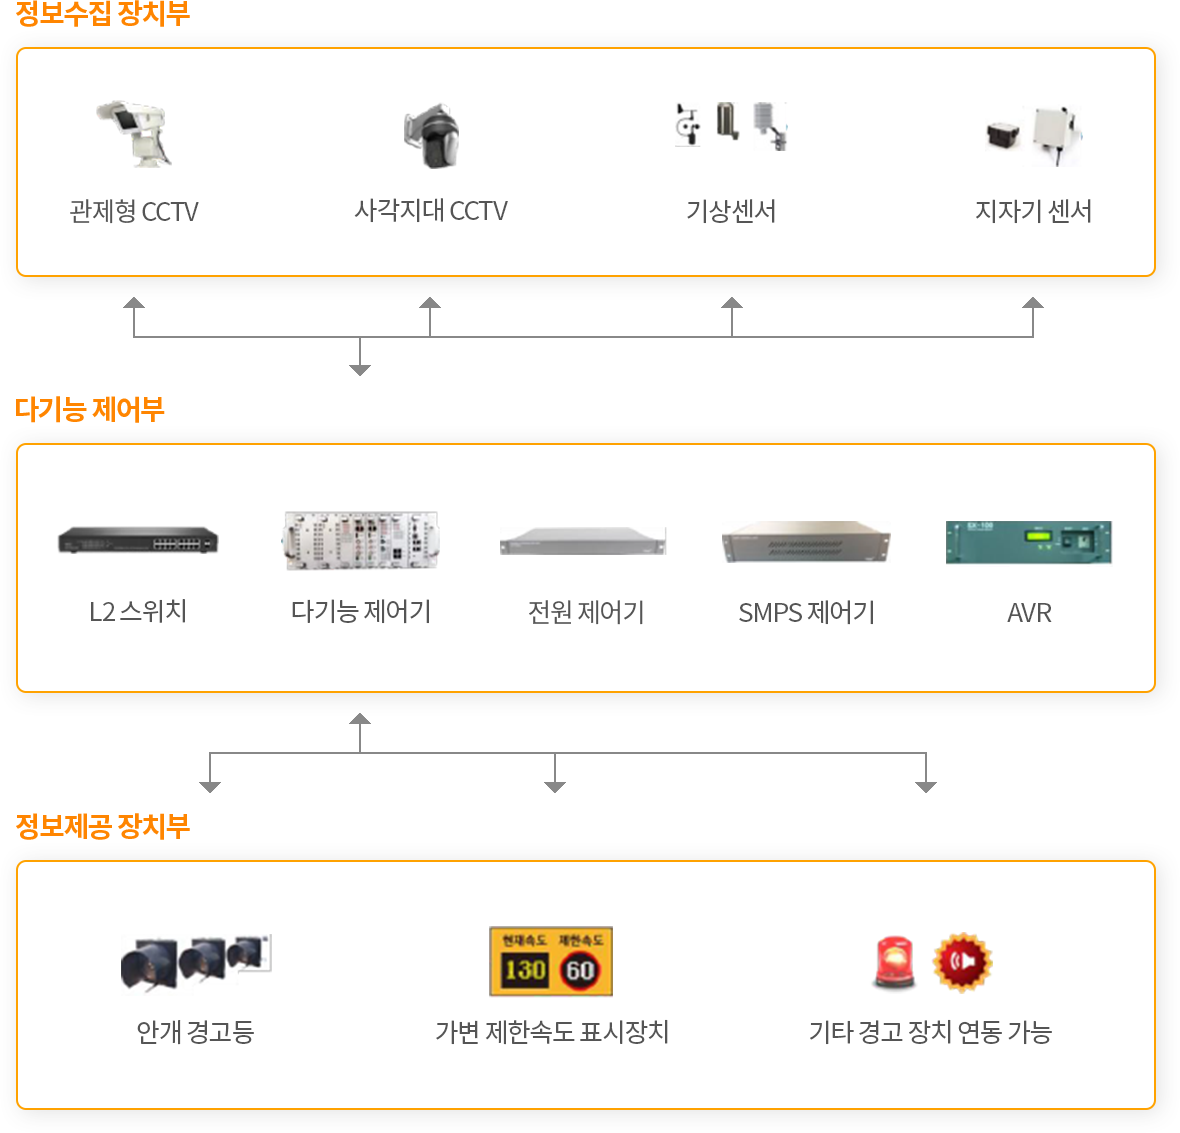 정보수집 장치부
관제형 CCTV
사각지대 CCTV
기상센서
지자기 센서
다기능 제어부
SX-100
L2 스위치
다기능 제어기
전원 제어기
SMPS 제어기
AVR
정보제공 장치부
현재속도 제한속도
130 60
안개 경고등
가변 제한속도 표시장치
기타 경고 장치 연동 가능